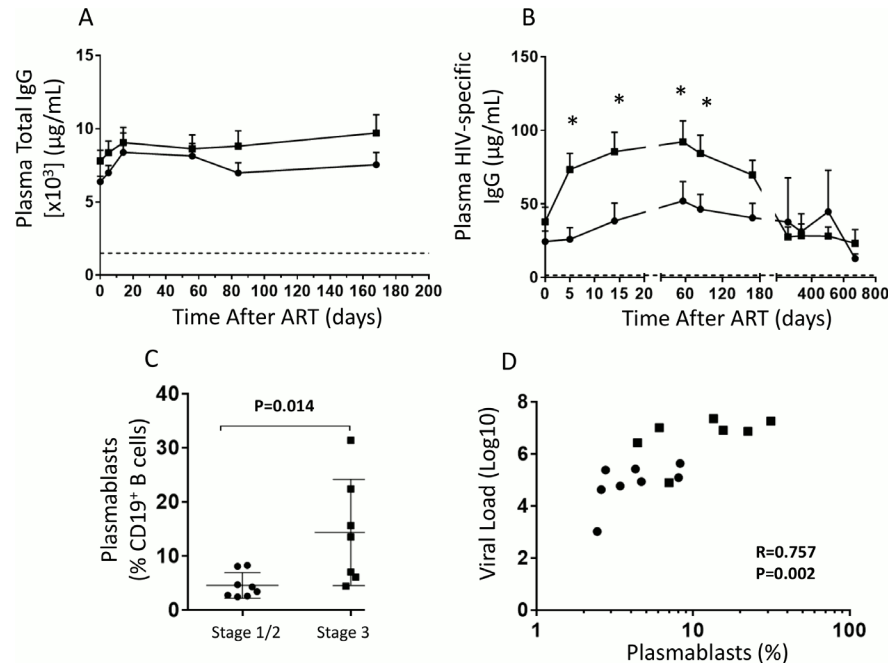 A
Plasma Total IgG
[x10³] (µg/mL)
15
10
5
0
0 20 40 60 80 100 120 140 160 180 200
Time After ART (days)
B
Plasma HIV-specific
IgG (µg/mL)
150
100
50
0
* * * *
0 5 10 15 20 60 120 180 400 600 800
Time After ART (days)
C
Plasmablasts
(% CD19⁺ B cells)
40
30
20
10
0
P=0.014
Stage 1/2 Stage 3
D
Viral Load (Log10)
8
6
4
2
0
R=0.757
P=0.002
1 10 100
Plasmablasts (%)